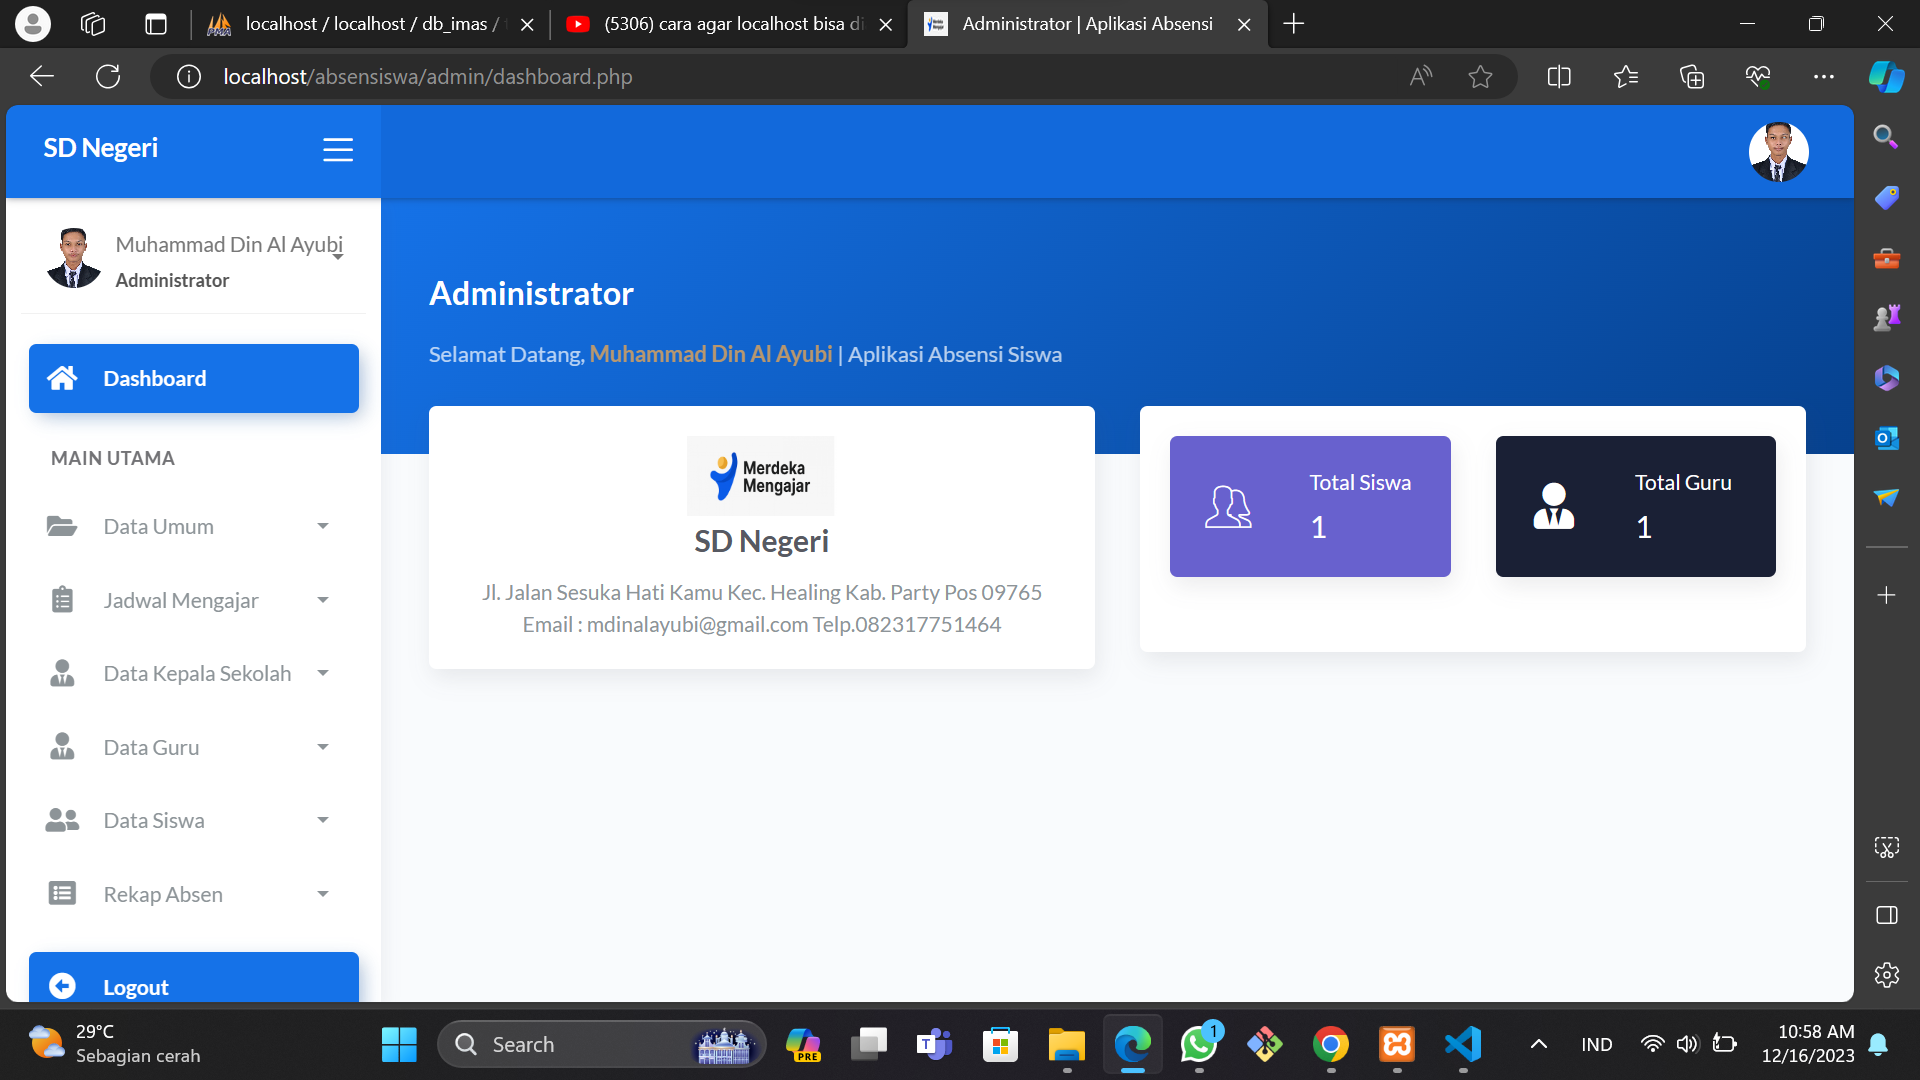 localhost / localhost / db_imas /
(5306) cara agar localhost bisa di
Administrator | Aplikasi Absensi
localhost/absensiswa/admin/dashboard.php
SD Negeri
Muhammad Din Al Ayubi
Administrator
Dashboard
MAIN UTAMA
Data Umum
Jadwal Mengajar
Data Kepala Sekolah
Data Guru
Data Siswa
Rekap Absen
Logout
Administrator
Selamat Datang, Muhammad Din Al Ayubi | Aplikasi Absensi Siswa
Merdeka
Mengajar
SD Negeri
Jl. Jalan Sesuka Hati Kamu Kec. Healing Kab. Party Pos 09765
Email : mdinalayubi@gmail.com Telp.082317751464
Total Siswa
1
Total Guru
1
29°C
Sebagian cerah
Search
PRE
1
IND
10:58 AM
12/16/2023